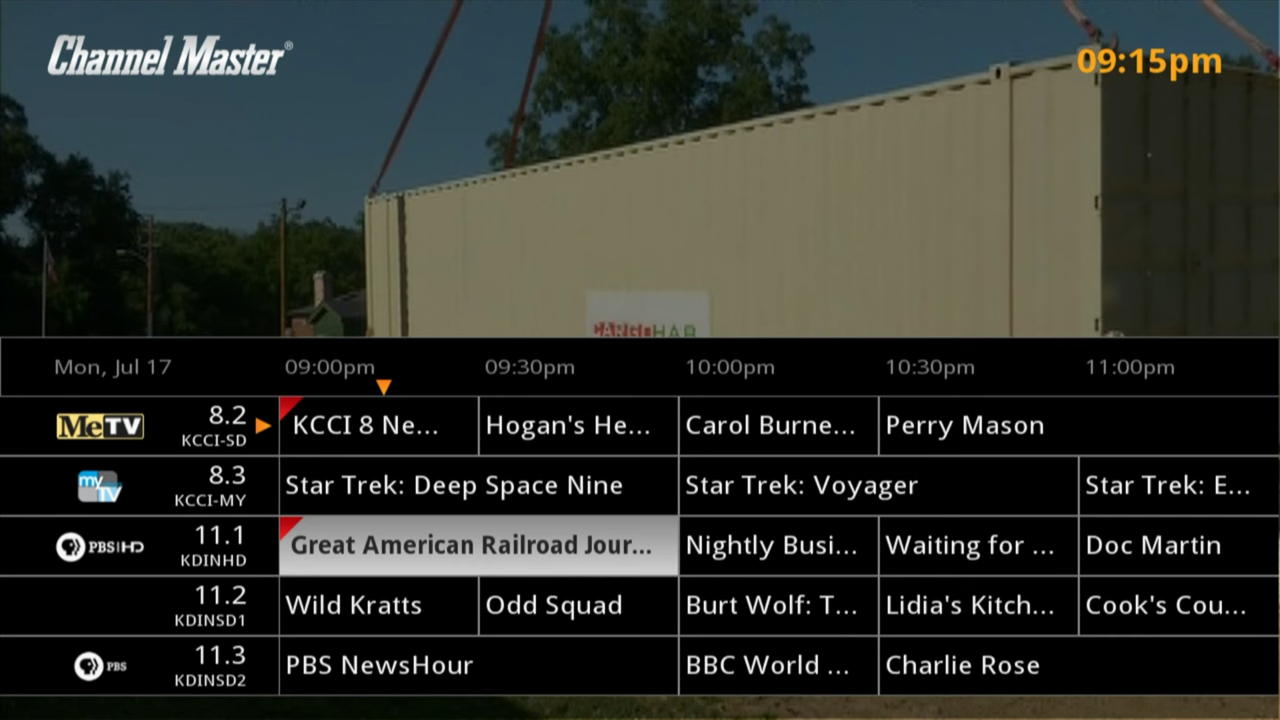 Channel Master®
09:15pm
CARGOHAB
Mon, Jul 17 09:00pm 09:30pm 10:00pm 10:30pm 11:00pm
MeTV 8.2 KCCI-SD KCCI 8 Ne... Hogan's He... Carol Burne... Perry Mason
my TV 8.3 KCCI-MY Star Trek: Deep Space Nine Star Trek: Voyager Star Trek: E...
PBS HD 11.1 KDINHD Great American Railroad Jour... Nightly Busi... Waiting for ... Doc Martin
11.2 KDINSD1 Wild Kratts Odd Squad Burt Wolf: T... Lidia's Kitch... Cook's Cou...
PBS 11.3 KDINSD2 PBS NewsHour BBC World ... Charlie Rose